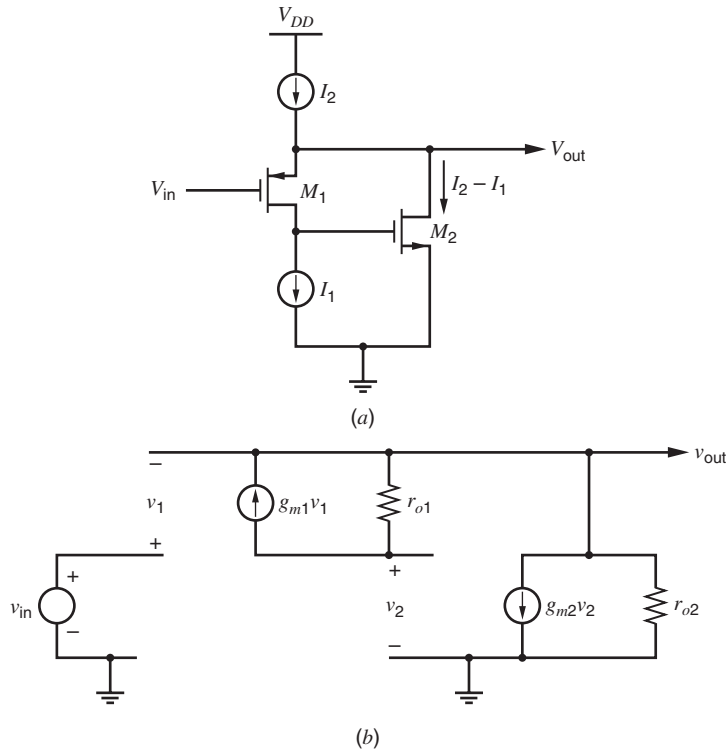 V_DD
I_2
V_out
V_in
M_1
I_2 − I_1
M_2
I_1
(a)
−
v_out
v_1
g_m1v_1
r_o1
+
+
+
v_in
v_2
g_m2v_2
r_o2
−
−
(b)